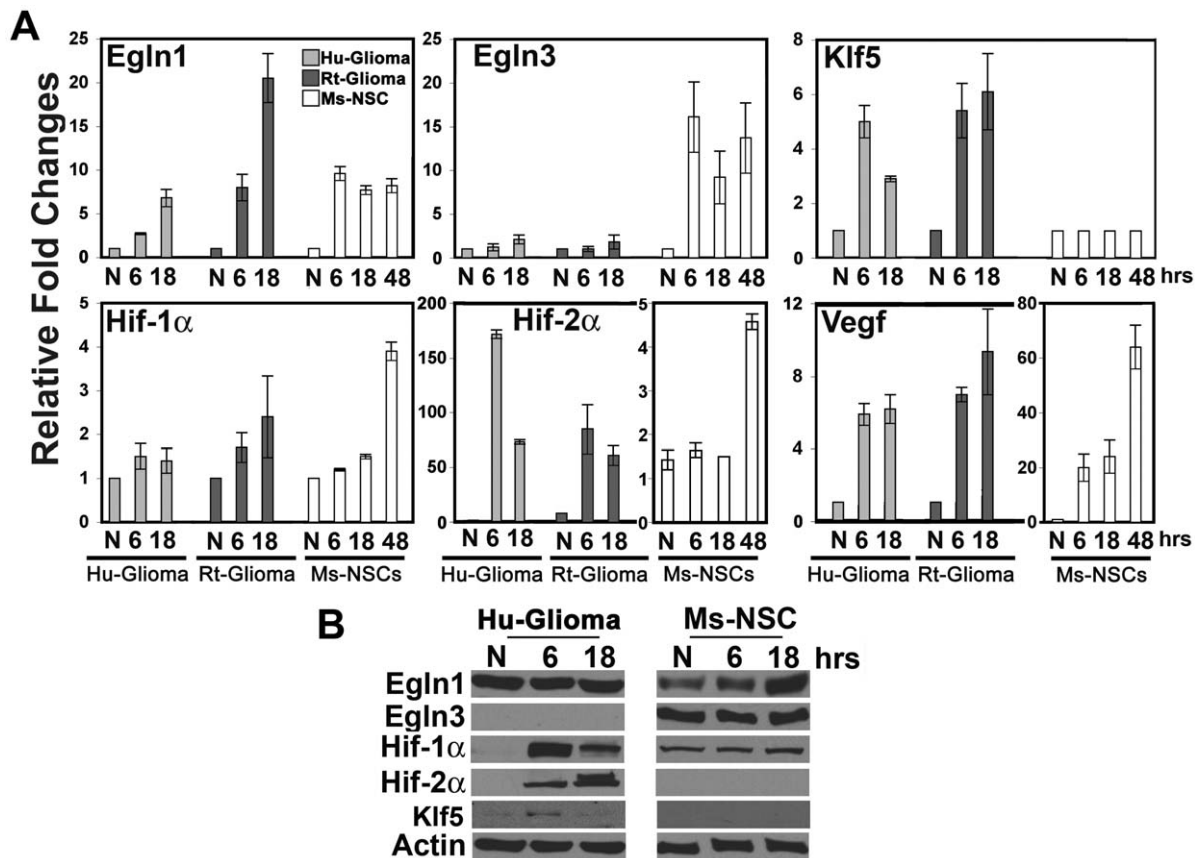 A
Relative Fold Changes
Egln1
25
20
15
10
5
0
Hu-Glioma
Rt-Glioma
Ms-NSC
N 6 18 N 6 18 N 6 18 48
Egln3
25
20
15
10
5
0
N 6 18 N 6 18 N 6 18 48
Klf5
8
6
4
2
0
N 6 18 N 6 18 N 6 18 48 hrs
Hif-1α
5
4
3
2
1
0
N 6 18 N 6 18 N 6 18 48
Hu-Glioma Rt-Glioma Ms-NSCs
Hif-2α
200
150
100
50
0
5
4
3
2
1
0
N 6 18 N 6 18 N 6 18 48
Hu-Glioma Rt-Glioma Ms-NSCs
Vegf
12
8
4
0
80
60
40
20
0
N 6 18 N 6 18 N 6 18 48 hrs
Hu-Glioma Rt-Glioma Ms-NSCs
B
Hu-Glioma Ms-NSC
N 6 18 N 6 18 hrs
Egln1
Egln3
Hif-1α
Hif-2α
Klf5
Actin